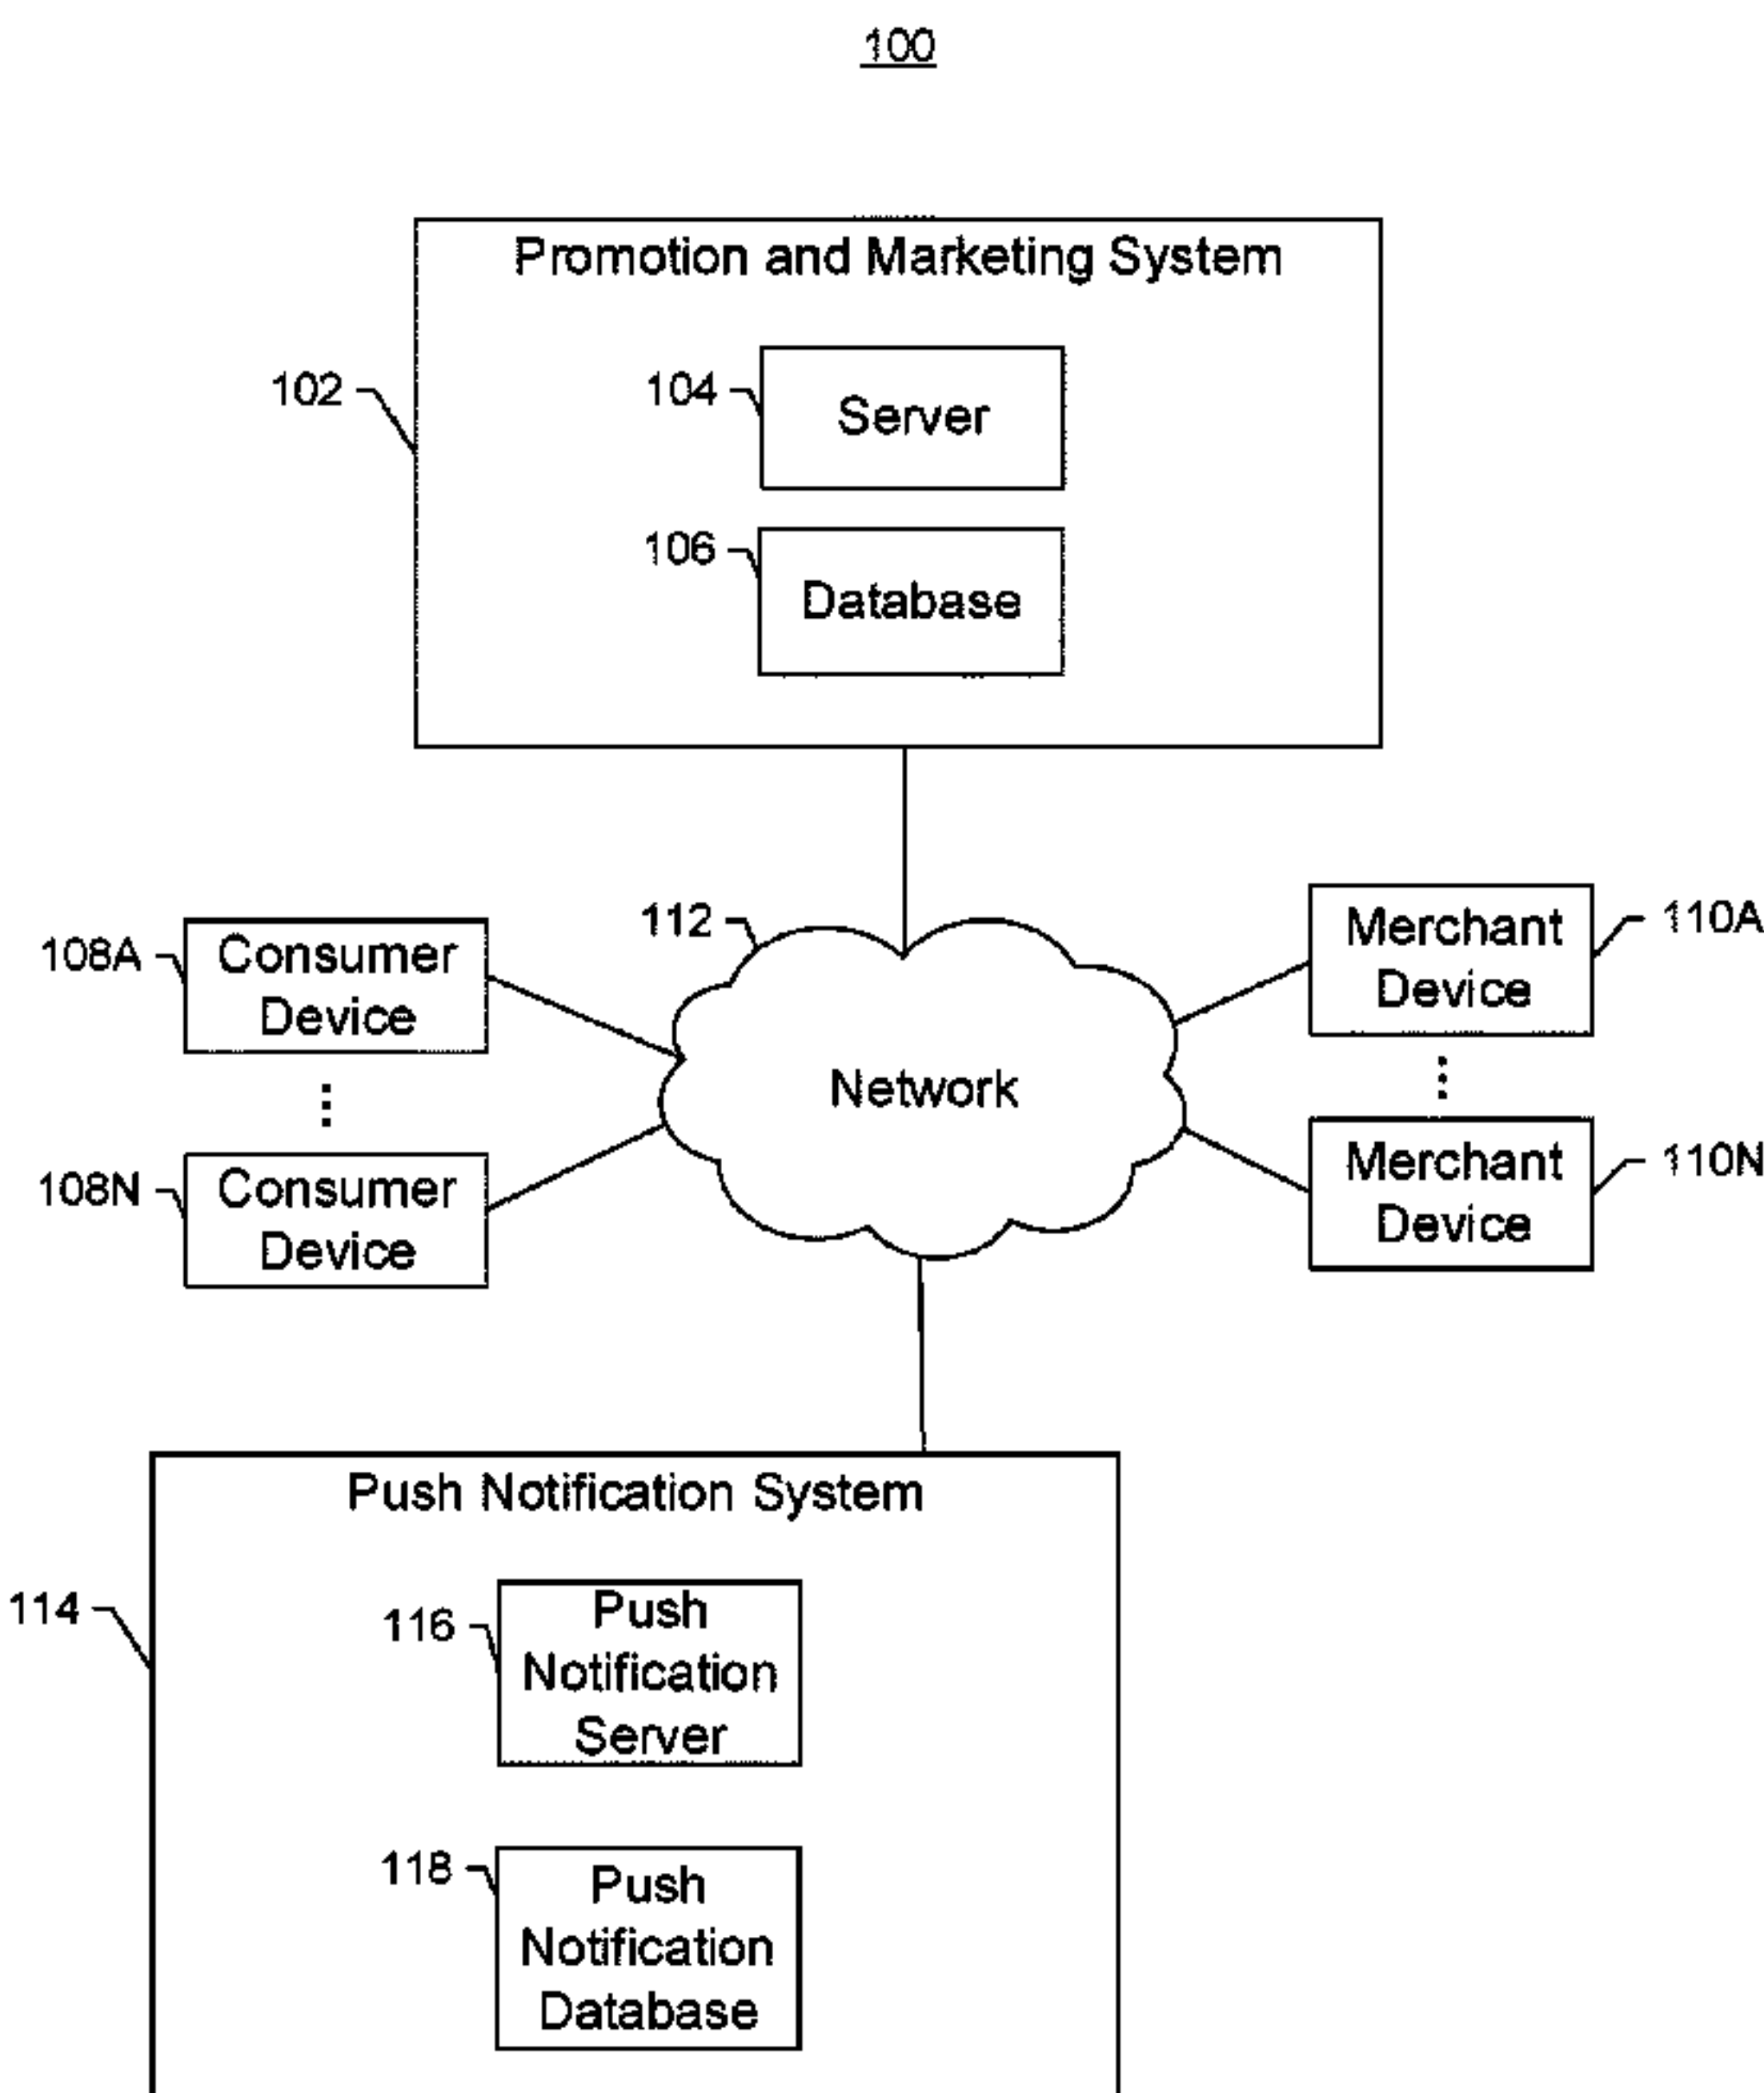 100
Promotion and Marketing System
102
104
Server
106
Database
112
108A
Consumer
Device
110A
Merchant
Device
Network
108N
Consumer
Device
110N
Merchant
Device
Push Notification System
114
116
Push
Notification
Server
118
Push
Notification
Database